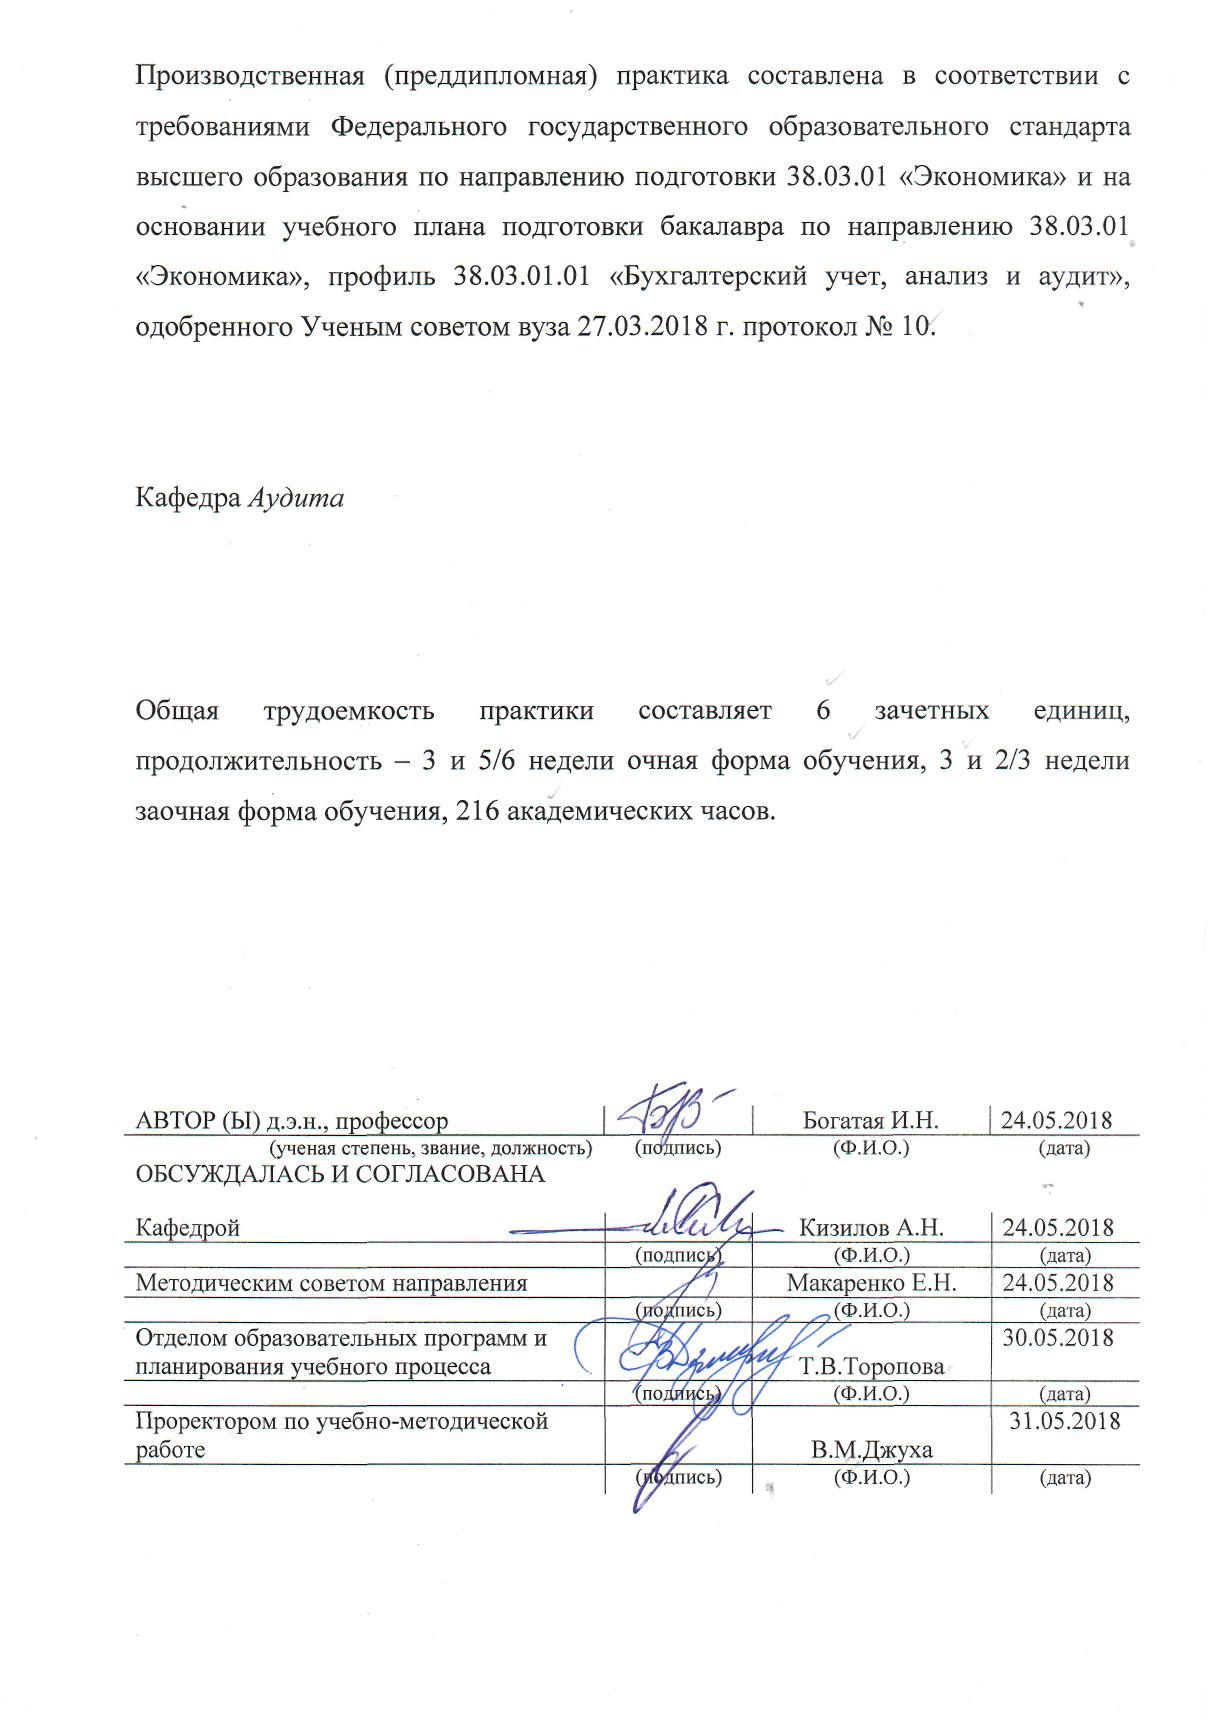 Производственная (преддипломная) практика составлена в соответствии с
требованиями Федерального государственного образовательного стандарта
высшего образования по направлению подготовки 38.03.01 «Экономика» и на
основании учебного плана подготовки бакалавра по направлению 38.03.01
«Экономика», профиль 38.03.01.01 «Бухгалтерский учет, анализ и аудит»,
одобренного Ученым советом вуза 27.03.2018 г. протокол № 10.
Кафедра Аудита
Общая трудоемкость практики составляет 6 зачетных единиц,
продолжительность – 3 и 5/6 недели очная форма обучения, 3 и 2/3 недели
заочная форма обучения, 216 академических часов.
АВТОР (Ы) д.э.н., профессор Богатая И.Н. 24.05.2018
(ученая степень, звание, должность) (подпись) (Ф.И.О.) (дата)
ОБСУЖДАЛАСЬ И СОГЛАСОВАНА
Кафедрой Кизилов А.Н. 24.05.2018
(подпись) (Ф.И.О.) (дата)
Методическим советом направления Макаренко Е.Н. 24.05.2018
(подпись) (Ф.И.О.) (дата)
Отделом образовательных программ и 30.05.2018
планирования учебного процесса Т.В.Торопова
(подпись) (Ф.И.О.) (дата)
Проректором по учебно-методической 31.05.2018
работе В.М.Джуха
(подпись) (Ф.И.О.) (дата)